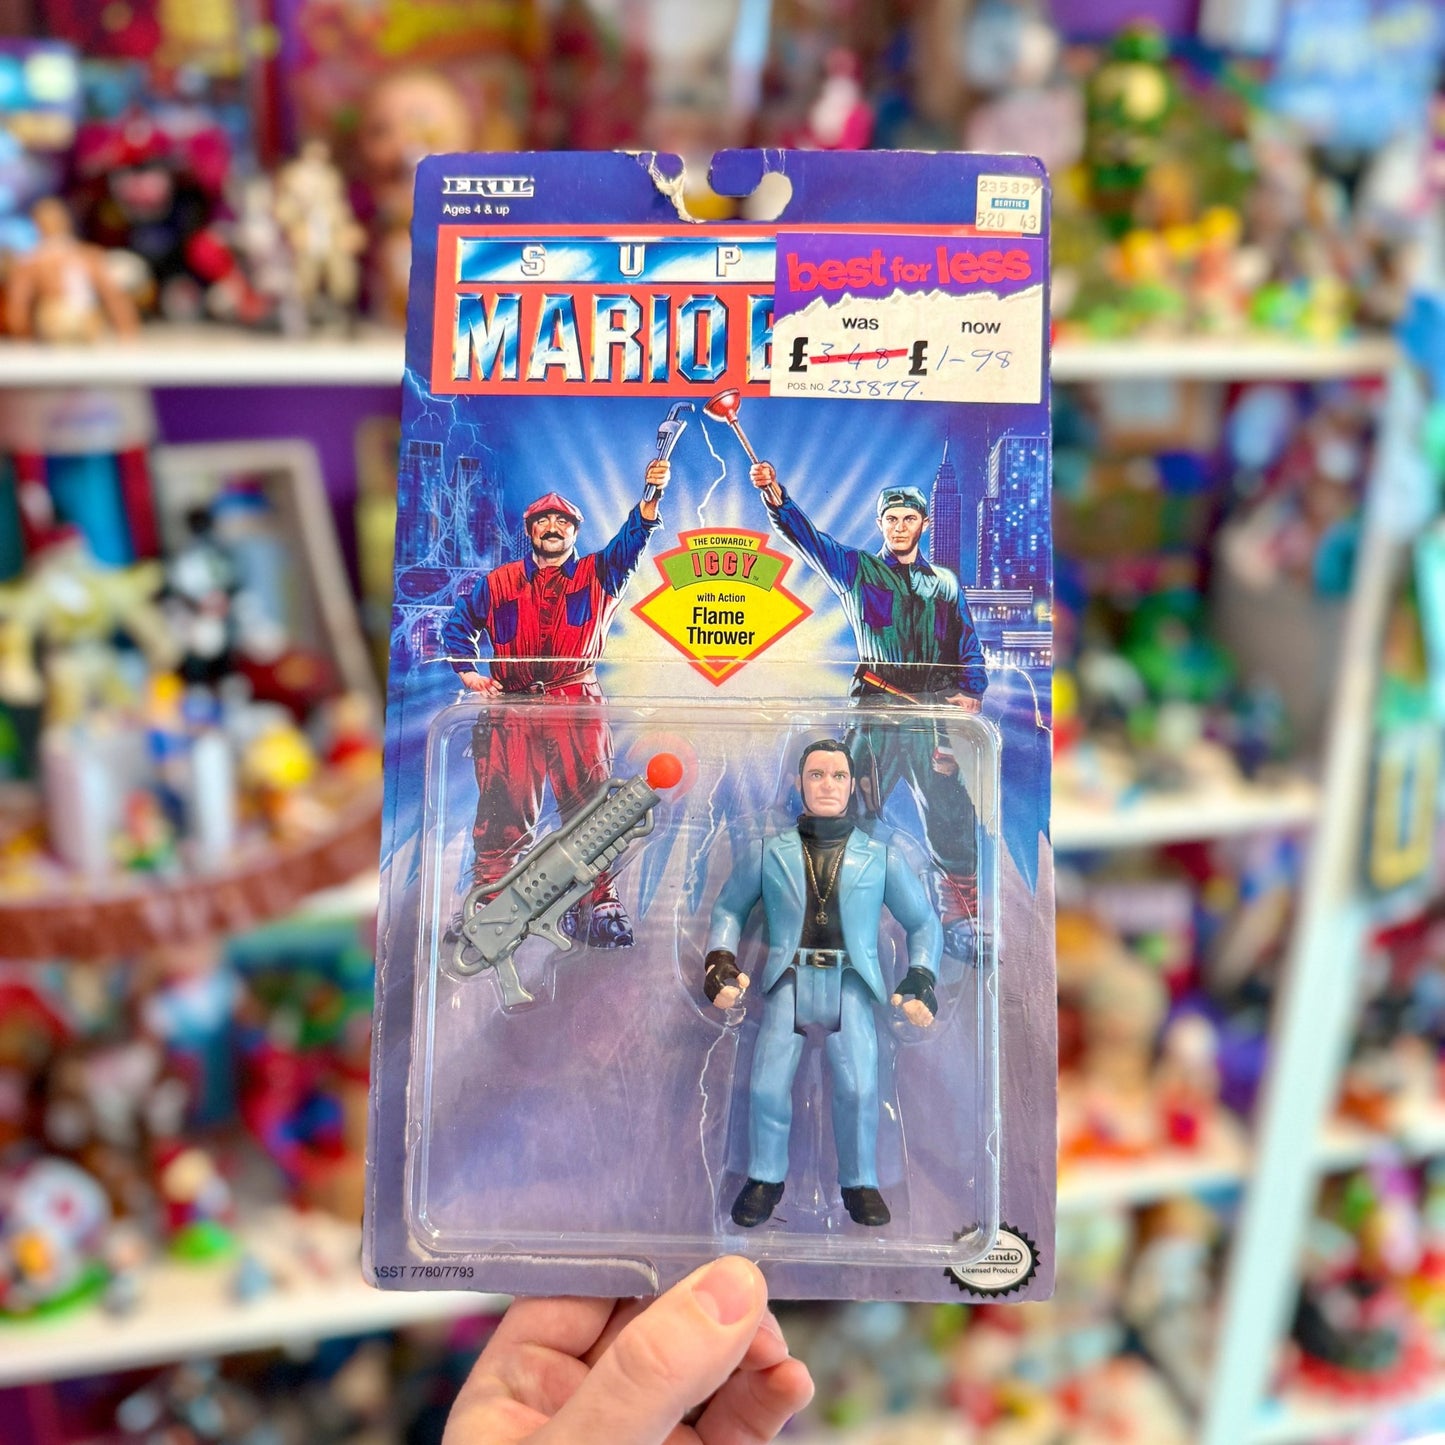 ERTL
Ages 4 & up
235899
BEATTIES
520 43
SUP
MARIO B
best for less
was now
£3-48 £1-98
POS. NO. 235879.
THE COWARDLY
IGGY
with Action
Flame
Thrower
ASST 7780/7793
Licensed Product